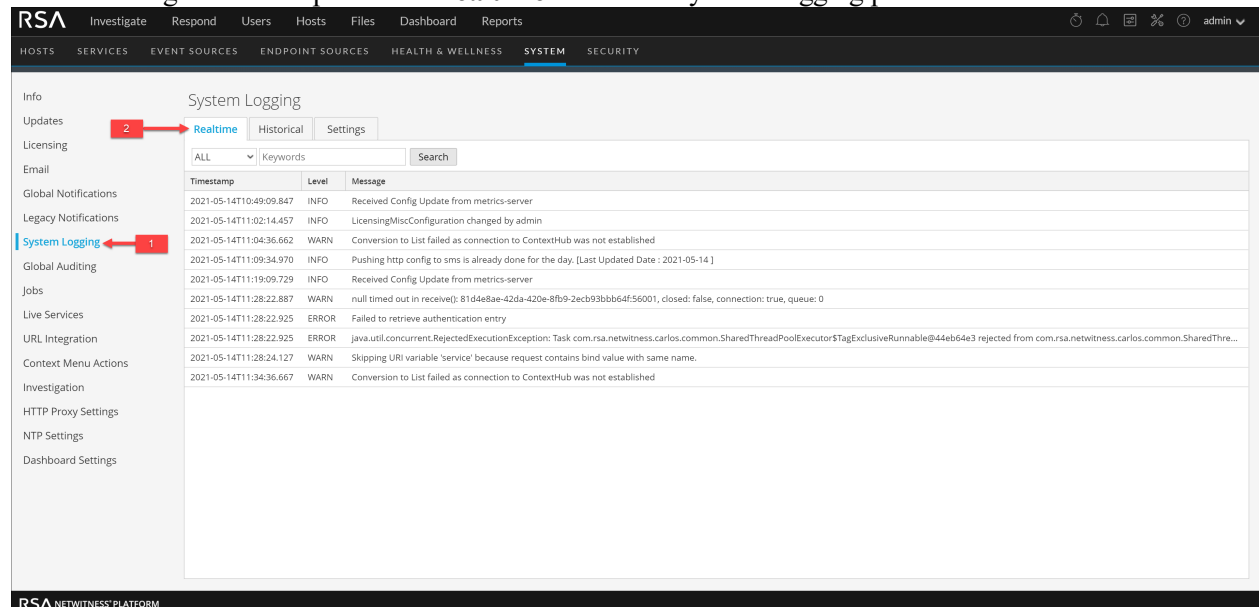 RSA Investigate Respond Users Hosts Files Dashboard Reports admin
HOSTS SERVICES EVENT SOURCES ENDPOINT SOURCES HEALTH & WELLNESS SYSTEM SECURITY
Info
Updates
Licensing
Email
Global Notifications
Legacy Notifications
System Logging
1
Global Auditing
Jobs
Live Services
URL Integration
Context Menu Actions
Investigation
HTTP Proxy Settings
NTP Settings
Dashboard Settings
System Logging
2
Realtime Historical Settings
ALL Keywords Search
Timestamp Level Message
2021-05-14T10:49:09.847 INFO Received Config Update from metrics-server
2021-05-14T11:02:14.457 INFO LicensingMiscConfiguration changed by admin
2021-05-14T11:04:36.662 WARN Conversion to List failed as connection to ContextHub was not established
2021-05-14T11:09:34.970 INFO Pushing http config to sms is already done for the day. [Last Updated Date : 2021-05-14 ]
2021-05-14T11:19:09.729 INFO Received Config Update from metrics-server
2021-05-14T11:28:22.887 WARN null timed out in receive(): 81d4e8ae-42da-420e-8fb9-2ecb93bbb64f:56001, closed: false, connection: true, queue: 0
2021-05-14T11:28:22.925 ERROR Failed to retrieve authentication entry
2021-05-14T11:28:22.925 ERROR java.util.concurrent.RejectedExecutionException: Task com.rsa.netwitness.carlos.common.SharedThreadPoolExecutor$TagExclusiveRunnable@44eb64e3 rejected from com.rsa.netwitness.carlos.common.SharedThre...
2021-05-14T11:28:24.127 WARN Skipping URI variable 'service' because request contains bind value with same name.
2021-05-14T11:34:36.667 WARN Conversion to List failed as connection to ContextHub was not established
RSA NETWITNESS® PLATFORM